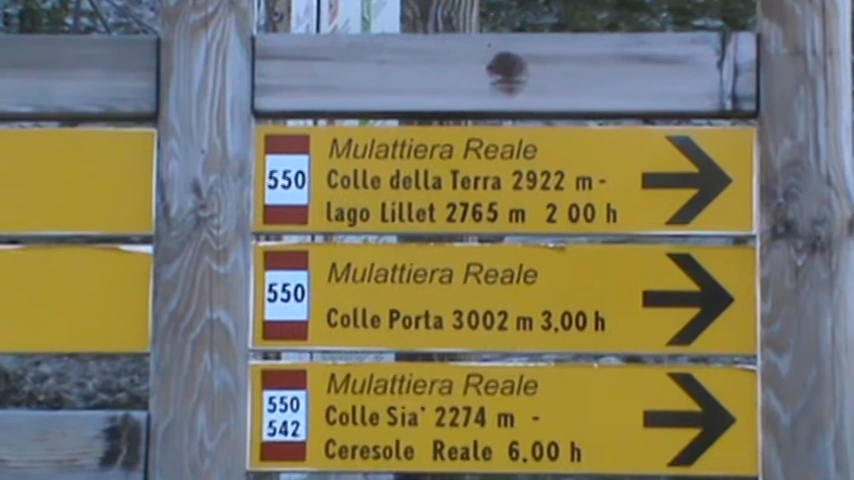 550
Mulattiera Reale
Colle della Terra 2922 m -
lago Lillet 2765 m 2 00 h
550
Mulattiera Reale
Colle Porta 3002 m 3.00 h
550
542
Mulattiera Reale
Colle Sia' 2274 m -
Ceresole Reale 6.00 h